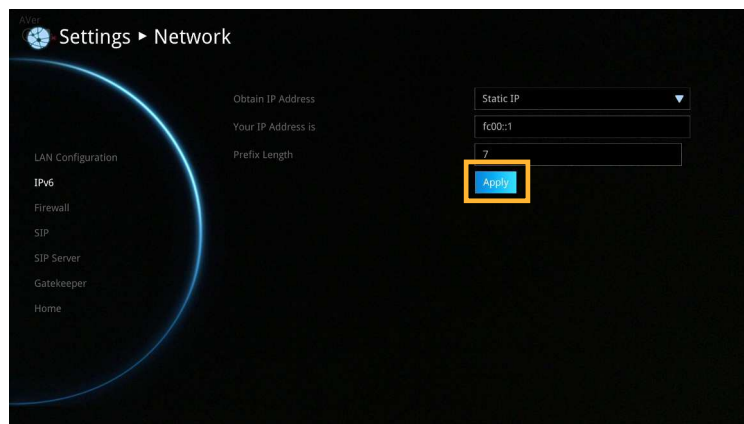 AVer
Settings ► Network
Obtain IP Address
Static IP
Your IP Address is
fc00::1
LAN Configuration
Prefix Length
7
IPv6
Apply
Firewall
SIP
SIP Server
Gatekeeper
Home